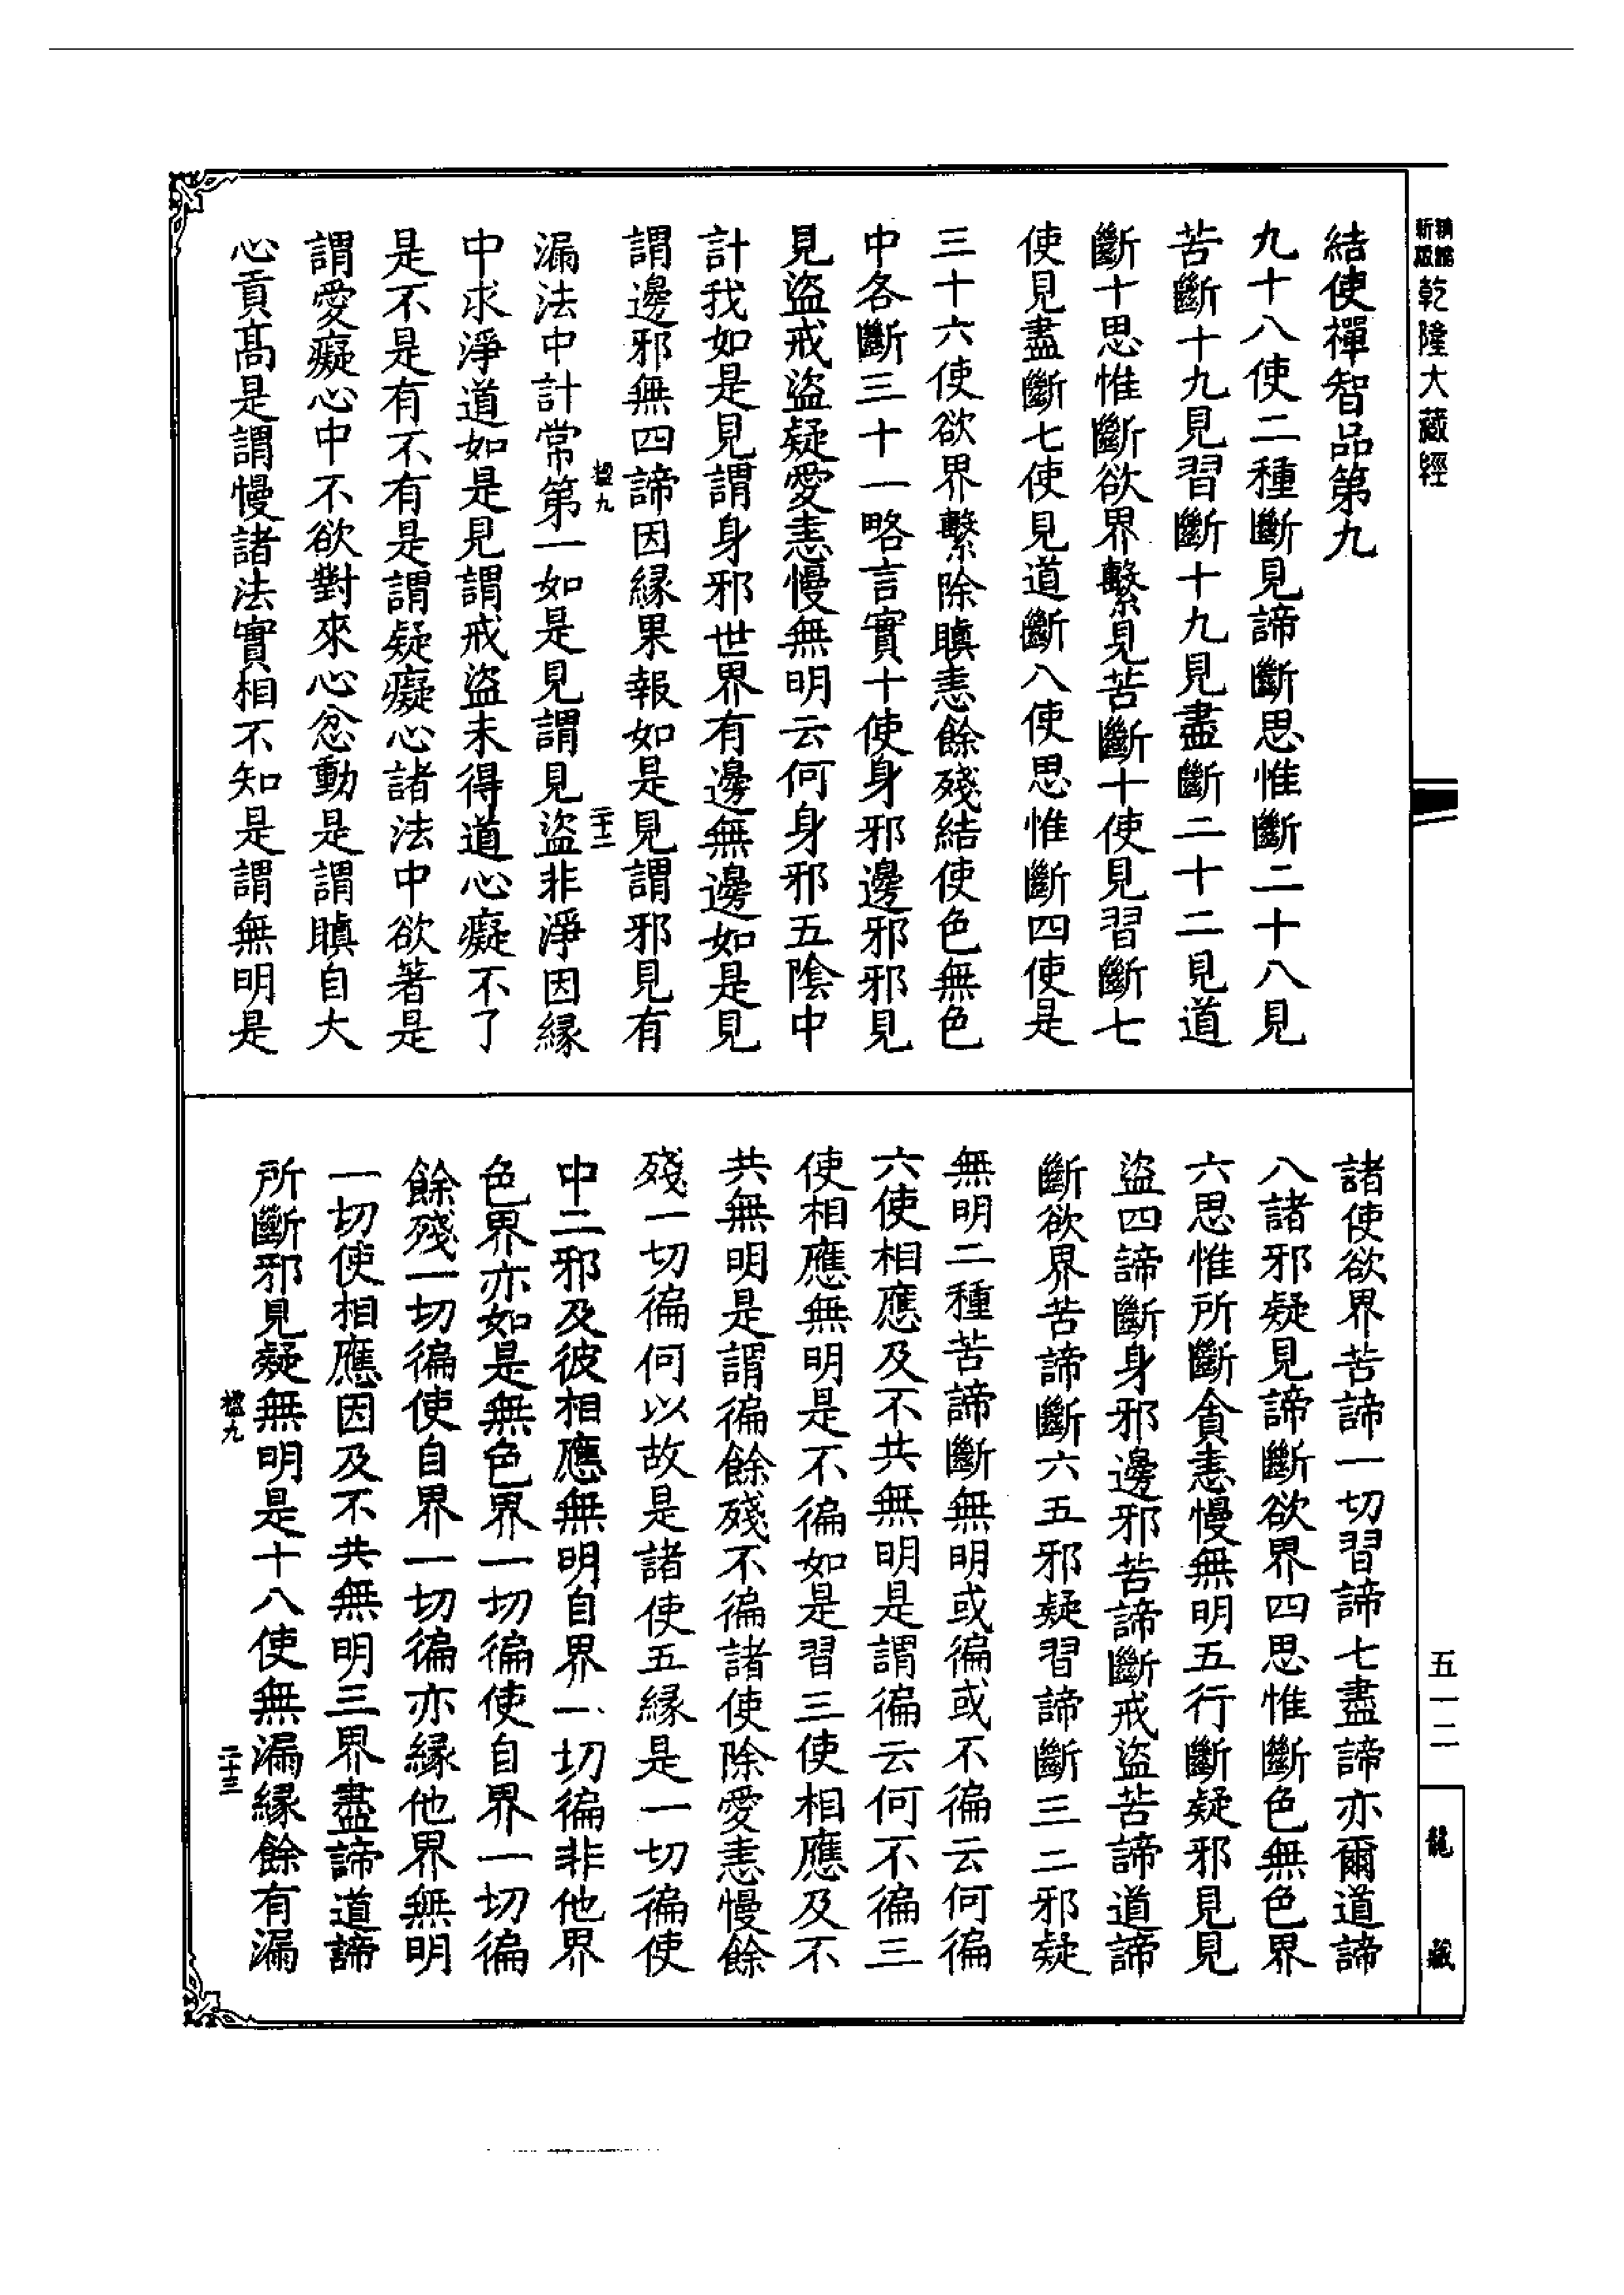 乾隆大藏經
結使禪智品第九
九十八使二種斷見諦斷思惟斷二十八見
苦斷十九見習斷十九見盡斷二十二見道
斷十思惟斷欲界繫見苦斷十使見習斷七
使見盡斷七使見道斷八使思惟斷四使是
三十六使欲界繫除瞋恚餘殘結使色無色
中各斷三十一略言實十使身邪邊邪邪見
見盜戒盜疑愛恚慢無明云何身邪五陰中
計我如是見謂身邪世界有邊無邊如是見
謂邊邪無四諦因緣果報如是見謂邪見有
漏法中計常第一如是見謂見盜非淨因緣
中求淨道如是見謂戒盜未得道心癡不了
是不是有不有是謂疑癡心諸法中欲著是
謂愛癡心中不欲對來心忿動是謂瞋自大
心貢高是謂慢諸法實相不知是謂無明是
諸使欲界苦諦一切習諦七盡諦亦爾道諦
八諸邪疑見諦斷欲界四思惟斷色無色界
六思惟所斷貪恚慢無明五行斷疑邪見見
盜四諦斷身邪邊邪苦諦斷戒盜苦諦道諦
斷欲界苦諦斷六五邪疑習諦斷三二邪疑
無明二種苦諦斷無明或徧或不徧云何徧
六使相應及不共無明是謂徧云何不徧三
使相應無明是不徧如是習三使相應及不
共無明是謂徧餘殘不徧諸使除愛恚慢餘
殘一切徧何以故是諸使五緣是一切徧使
中二邪及彼相應無明自界一切徧非他界
色界亦如是無色界一切徧使自界一切徧
餘殘一切徧使自界一切徧亦緣他界無明
一切使相應因及不共無明三界盡諦道諦
所斷邪見疑無明是十八使無漏緣餘有漏
二十三
五一二
龍藏